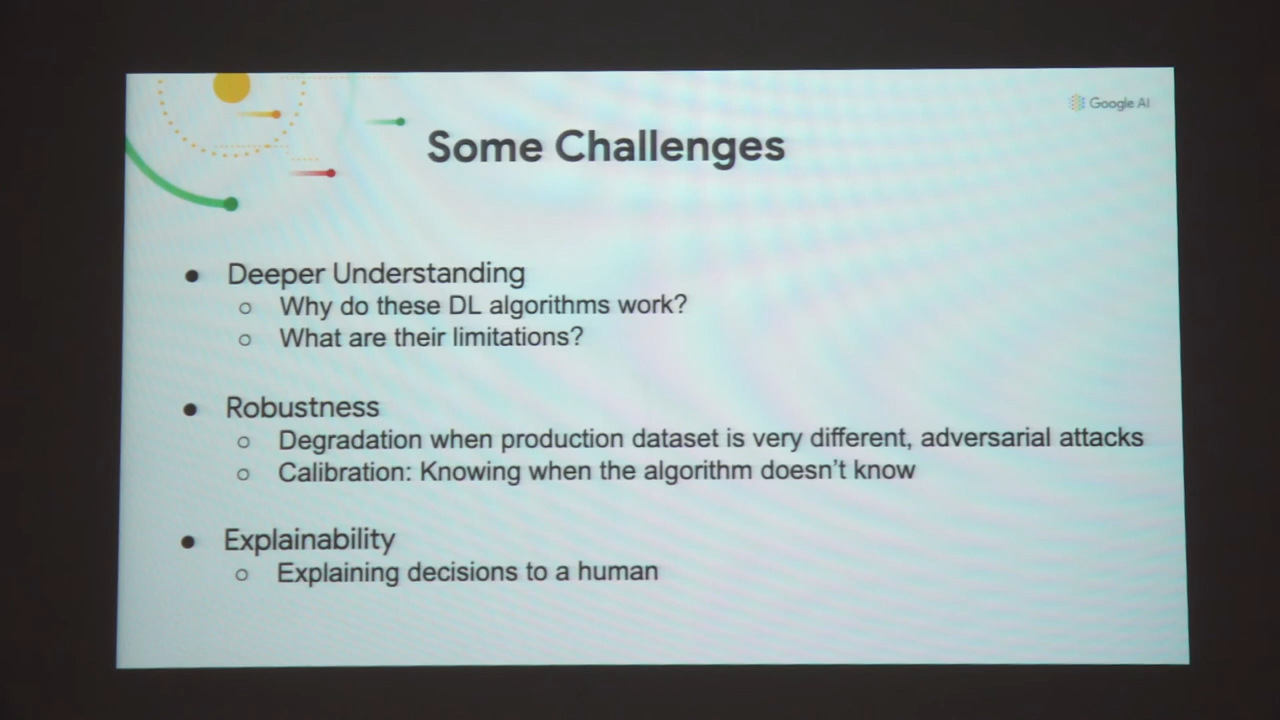 Google AI
Some Challenges
● Deeper Understanding
○ Why do these DL algorithms work?
○ What are their limitations?
● Robustness
○ Degradation when production dataset is very different, adversarial attacks
○ Calibration: Knowing when the algorithm doesn’t know
● Explainability
○ Explaining decisions to a human